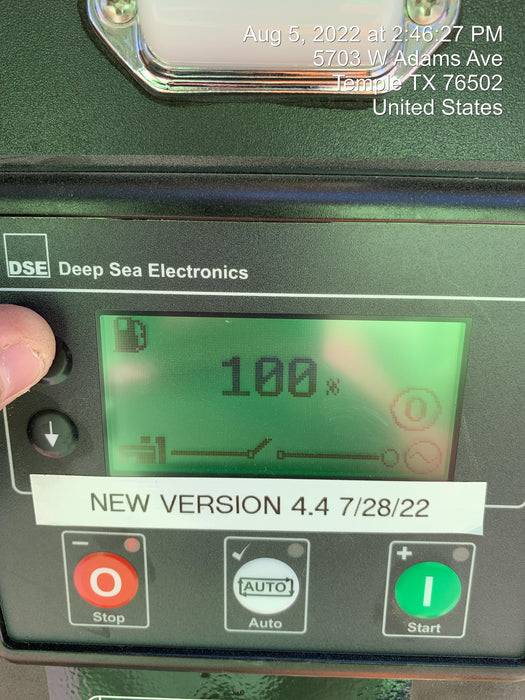 Aug 5, 2022 at 2:46:27 PM
5703 W Adams Ave
Temple TX 76502
United States
DSE Deep Sea Electronics
100%
0
NEW VERSION 4.4 7/28/22
− ✓ +
O AUTO I
Stop Auto Start